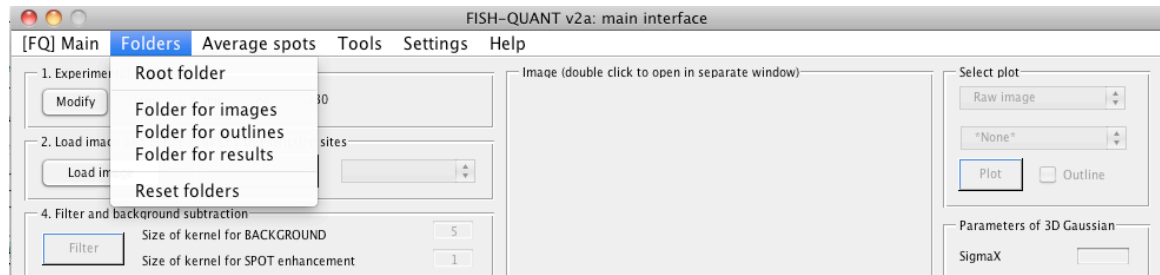 FISH-QUANT v2a: main interface
[FQ] Main Folders Average spots Tools Settings Help
Root folder
Folder for images
Folder for outlines
Folder for results
Reset folders
1. Experime
Modify
2. Load imag
sites
Load im
4. Filter and background subtraction
Filter
Size of kernel for BACKGROUND 5
Size of kernel for SPOT enhancement 1
Image (double click to open in separate window)
Select plot
Raw image
*None*
Plot Outline
Parameters of 3D Gaussian
SigmaX